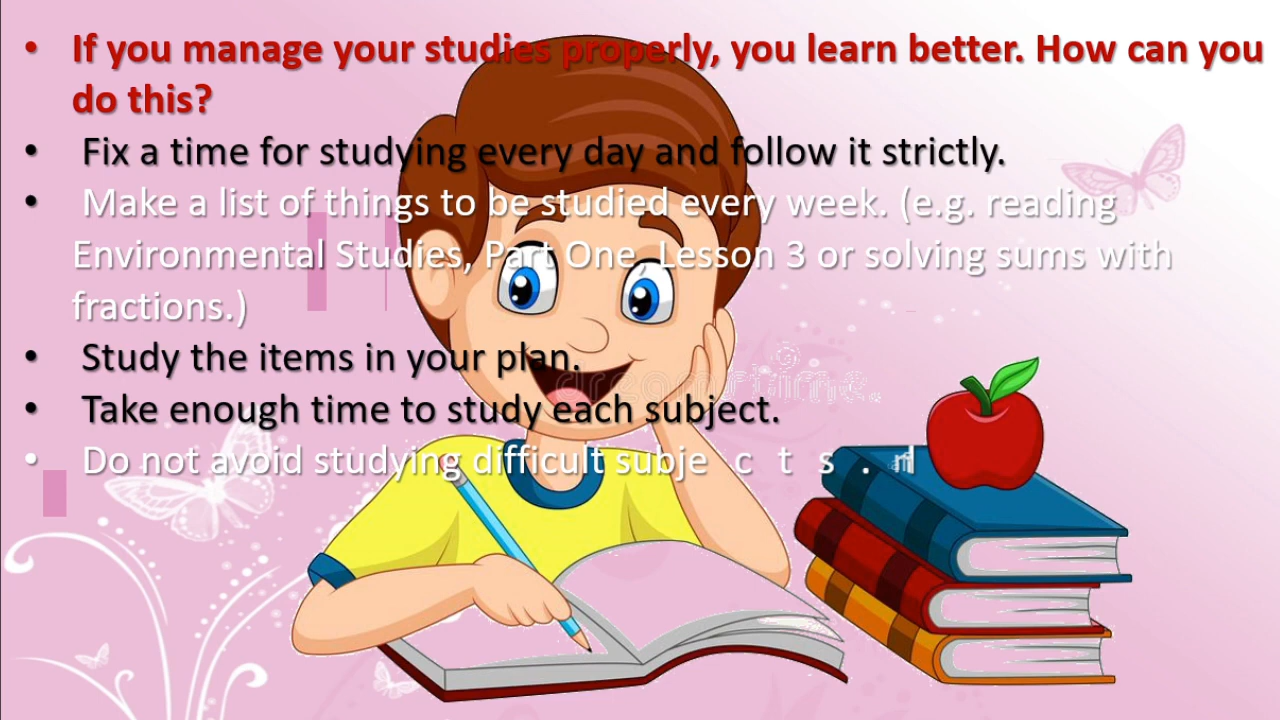 • If you manage your studies properly, you learn better. How can you
do this?
• Fix a time for studying every day and follow it strictly.
• Make a list of things to be studied every week. (e.g. reading
Environmental Studies, Part One, Lesson 3 or solving sums with
fractions.)
• Study the items in your plan.
dreamstime.
• Take enough time to study each subject.
• Do not avoid studying difficult subjects.